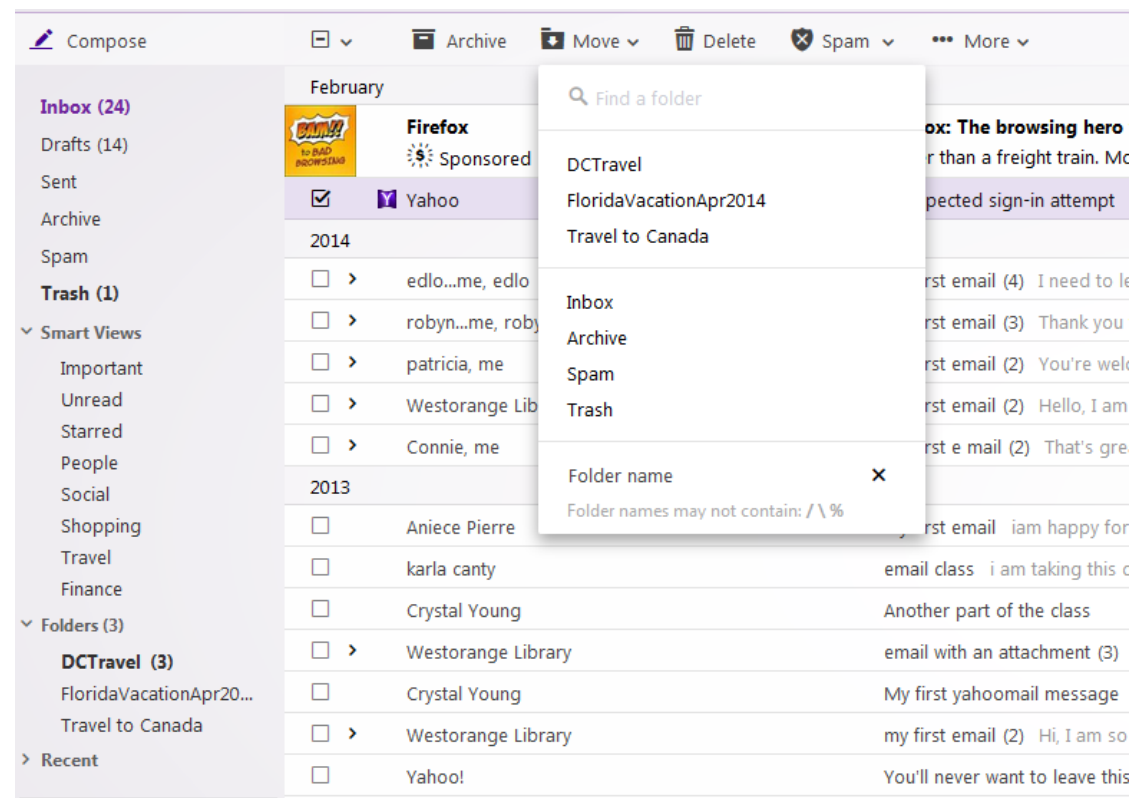 Compose
Archive Move Delete Spam ••• More
Inbox (24)
Drafts (14)
Sent
Archive
Spam
Trash (1)
Smart Views
Important
Unread
Starred
People
Social
Shopping
Travel
Finance
Folders (3)
DCTravel (3)
FloridaVacationApr20...
Travel to Canada
Recent
February
BAM!!
to BAD
BROWSING
Firefox
Sponsored
ox: The browsing hero
r than a freight train. Mo
Yahoo
pected sign-in attempt
2014
edlo...me, edlo
rst email (4) I need to le
robyn...me, roby
rst email (3) Thank you
patricia, me
rst email (2) You're welc
Westorange Lib
rst email (2) Hello, I am
Connie, me
rst e mail (2) That's grea
2013
Aniece Pierre
rst email iam happy for
karla canty
email class i am taking this c
Crystal Young
Another part of the class
Westorange Library
email with an attachment (3)
Crystal Young
My first yahoomail message
Westorange Library
my first email (2) Hi, I am so
Yahoo!
You'll never want to leave this
Find a folder
DCTravel
FloridaVacationApr2014
Travel to Canada
Inbox
Archive
Spam
Trash
Folder name
Folder names may not contain: / \ %